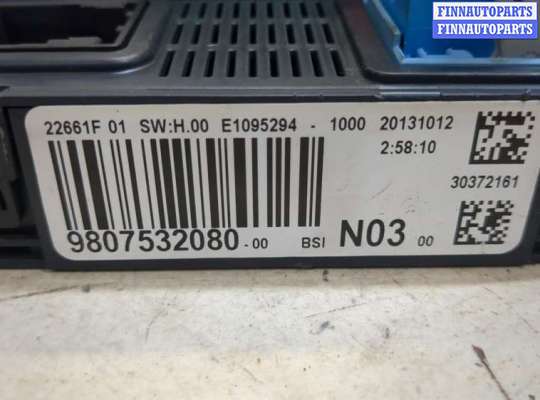 FINNAUTOPARTS
FINNAUTOPARTS
22661F 01 SW:H.00 E1095294 - 1000 20131012
2:58:10
30372161
9807532080-00 BSI N03 00